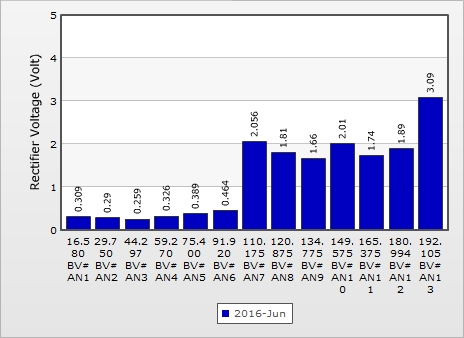 5
4
3
2
1
0
Rectifier Voltage (Volt)
0.309
0.29
0.259
0.326
0.389
0.464
2.056
1.81
1.66
2.01
1.74
1.89
3.09
16.5 29.7 44.2 59.2 75.4 91.9 110. 120. 134. 149. 165. 180. 192.
80 50 97 70 00 20 175 875 775 575 375 994 105
BV# BV# BV# BV# BV# BV# BV# BV# BV# BV# BV# BV# BV#
AN1 AN2 AN3 AN4 AN5 AN6 AN7 AN8 AN9 AN1 AN1 AN1 AN1
0 1 2 3
2016-Jun